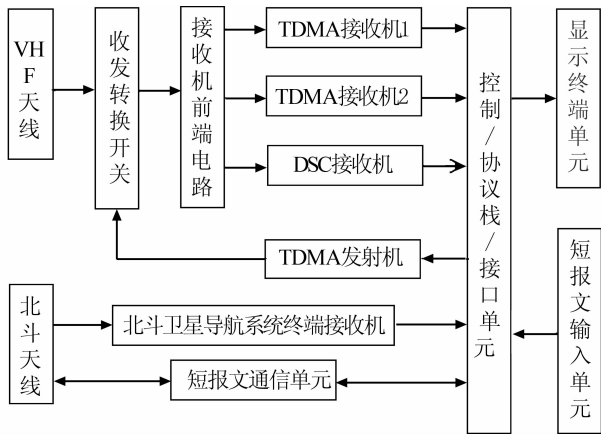 VHF天线
收发转换开关
接收机前端电路
TDMA接收机1
TDMA接收机2
DSC接收机
TDMA发射机
控制/协议栈/接口单元
显示终端单元
北斗天线
北斗卫星导航系统终端接收机
短报文通信单元
短报文输入单元